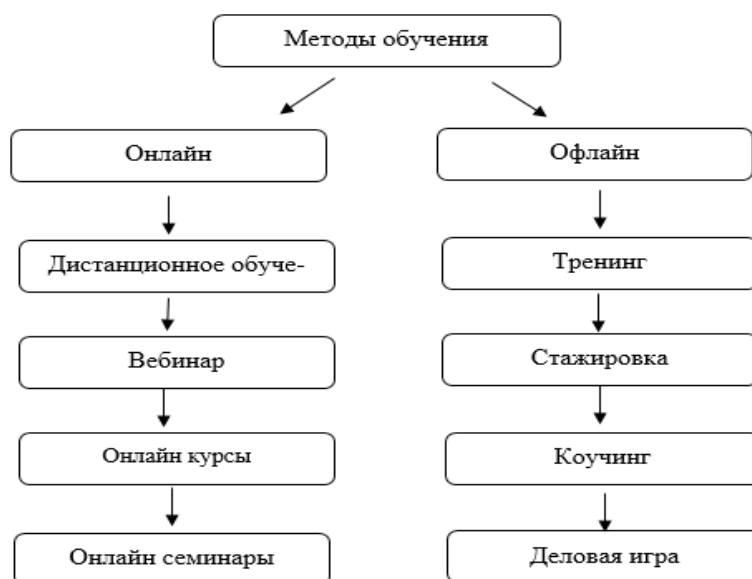 Методы обучения
Онлайн
Офлайн
Дистанционное обуче-
Тренинг
Вебинар
Стажировка
Онлайн курсы
Коучинг
Онлайн семинары
Деловая игра